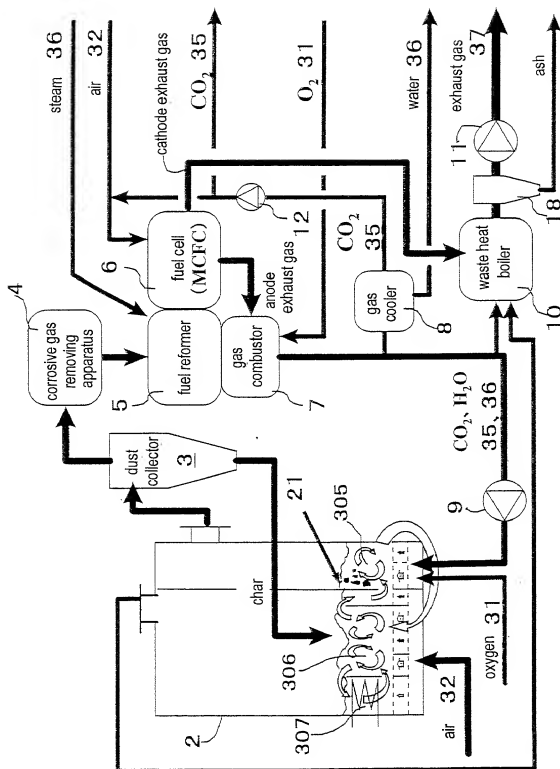 steam 36
air 32
CO2 35
O2 31
cathode exhaust gas
water 36
exhaust gas
37
ash
4
corrosive gas
removing
apparatus
6
fuel cell
(MCFC)
12
11
18
5
fuel reformer
anode
exhaust gas
CO2
35
gas
combustor
7
gas
cooler
8
waste heat
boiler
10
dust
collector
3
CO2、H2O
35、36
9
21
305
char
306
307
2
air
32
oxygen 31